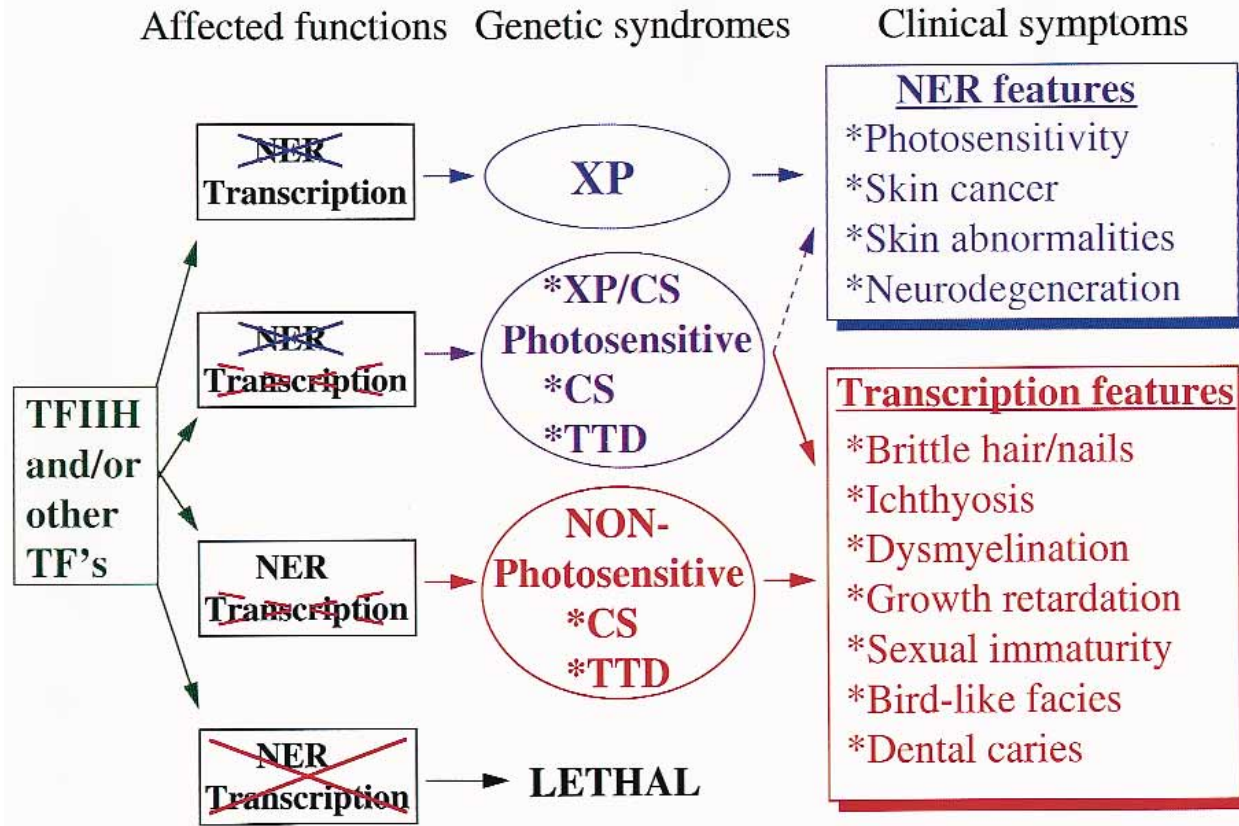 Affected functions Genetic syndromes Clinical symptoms
NER
Transcription
XP
NER features
*Photosensitivity
*Skin cancer
*Skin abnormalities
*Neurodegeneration
NER
Transcription
*XP/CS
Photosensitive
*CS
*TTD
TFIIH
and/or
other
TF's
Transcription features
*Brittle hair/nails
*Ichthyosis
*Dysmyelination
*Growth retardation
*Sexual immaturity
*Bird-like facies
*Dental caries
NER
Transcription
NON-
Photosensitive
*CS
*TTD
NER
Transcription
LETHAL